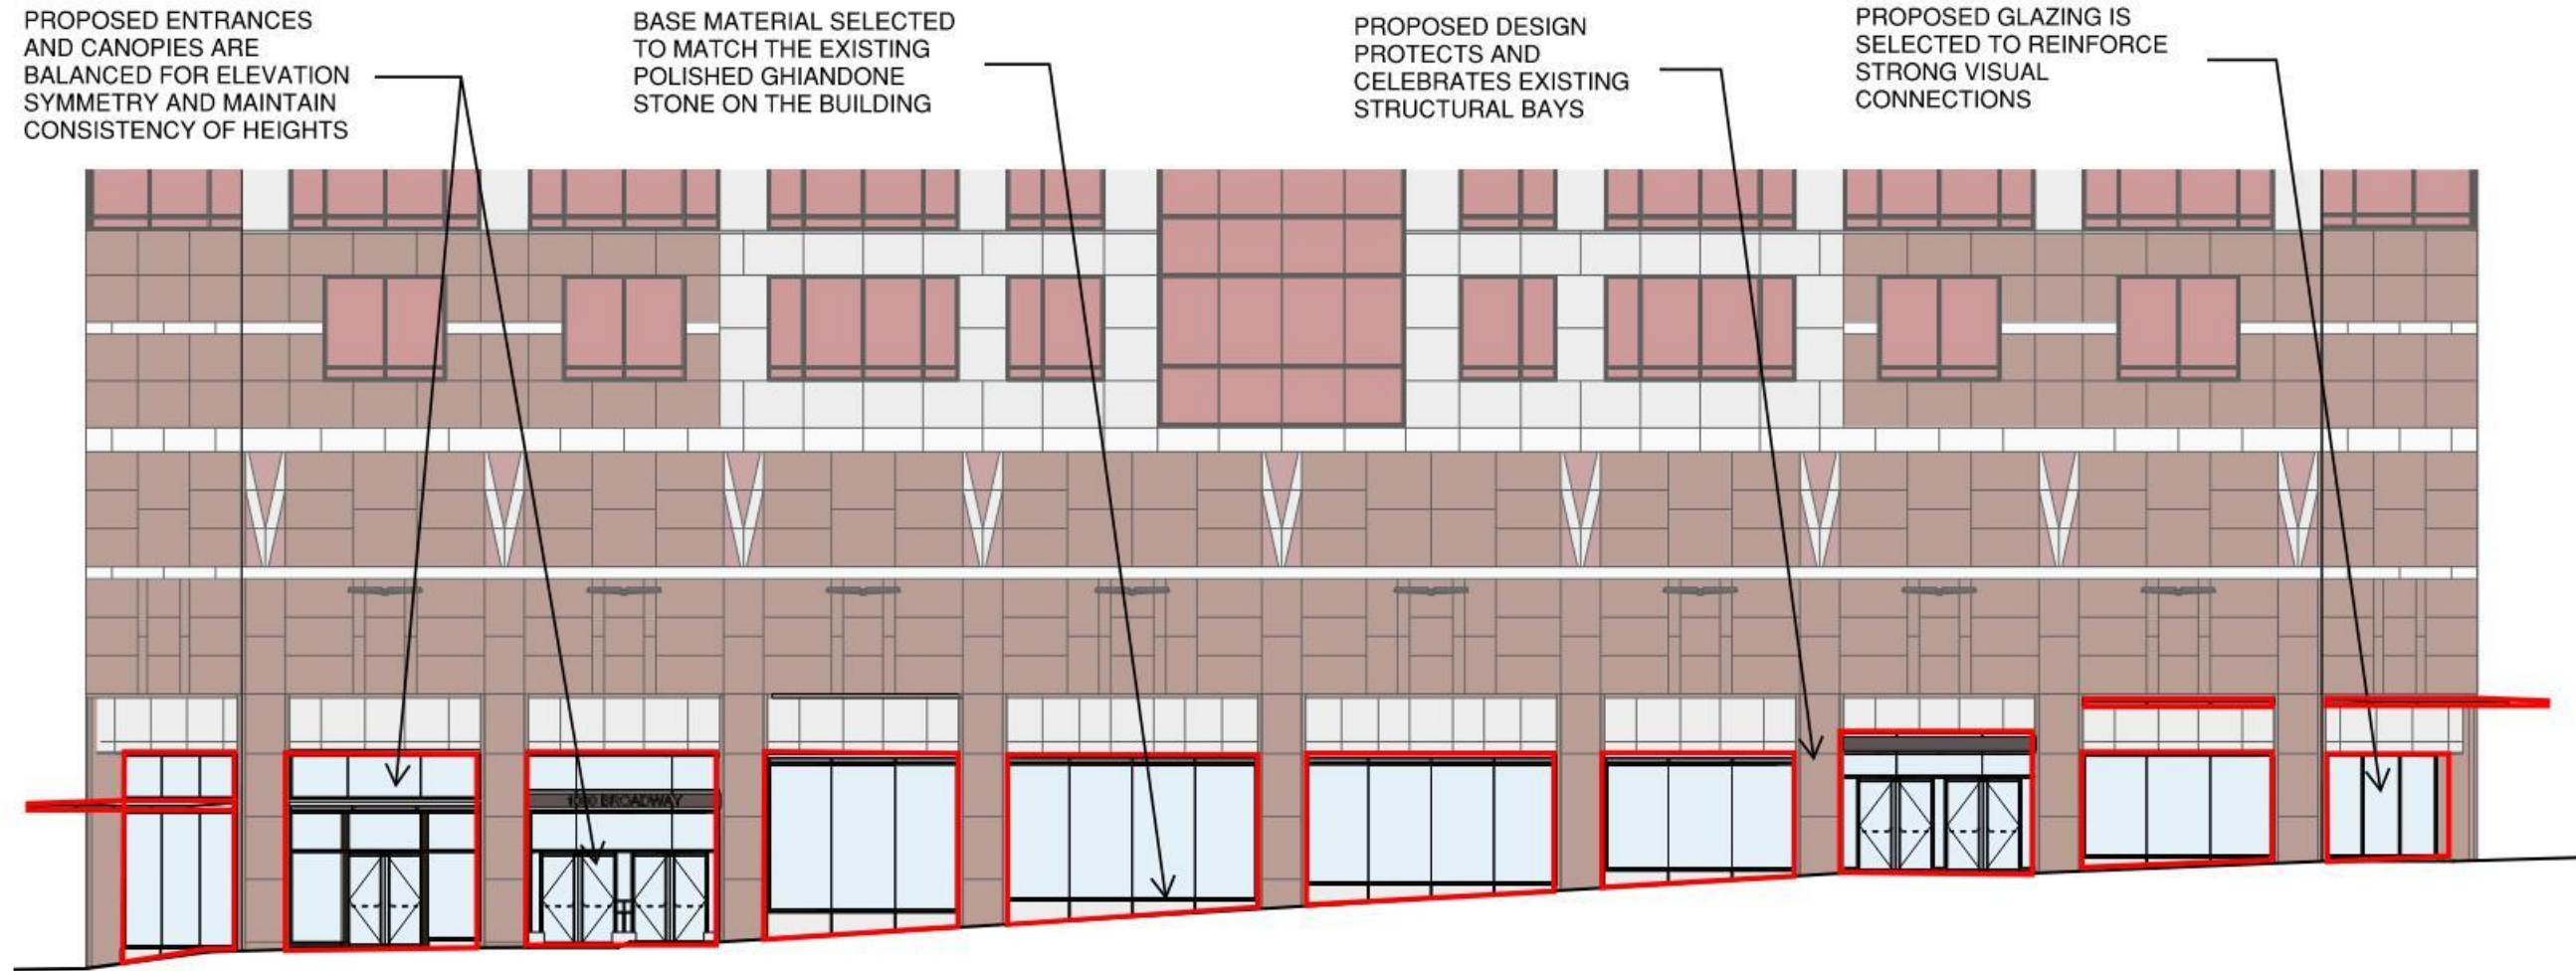 PROPOSED ENTRANCES
AND CANOPIES ARE
BALANCED FOR ELEVATION
SYMMETRY AND MAINTAIN
CONSISTENCY OF HEIGHTS
BASE MATERIAL SELECTED
TO MATCH THE EXISTING
POLISHED GHIANDONE
STONE ON THE BUILDING
PROPOSED DESIGN
PROTECTS AND
CELEBRATES EXISTING
STRUCTURAL BAYS
PROPOSED GLAZING IS
SELECTED TO REINFORCE
STRONG VISUAL
CONNECTIONS
BROADWAY